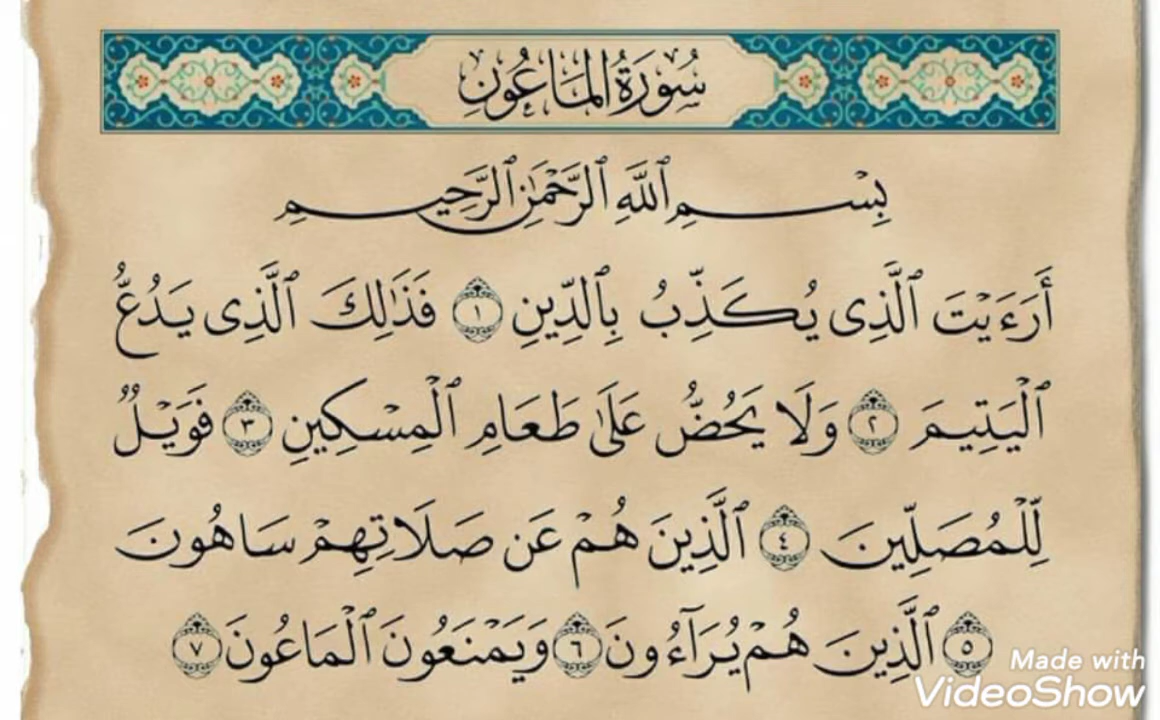 سُورَةُ المَاعُونِ
بِسْمِ ٱللَّهِ ٱلرَّحْمَٰنِ ٱلرَّحِيمِ
أَرَءَيْتَ ٱلَّذِى يُكَذِّبُ بِٱلدِّينِ ١ فَذَٰلِكَ ٱلَّذِى يَدُعُّ
ٱلْيَتِيمَ ٢ وَلَا يَحُضُّ عَلَىٰ طَعَامِ ٱلْمِسْكِينِ ٣ فَوَيْلٌ
لِّلْمُصَلِّينَ ٤ ٱلَّذِينَ هُمْ عَن صَلَاتِهِمْ سَاهُونَ
٥ ٱلَّذِينَ هُمْ يُرَآءُونَ ٦ وَيَمْنَعُونَ ٱلْمَاعُونَ ٧
Made with
VideoShow